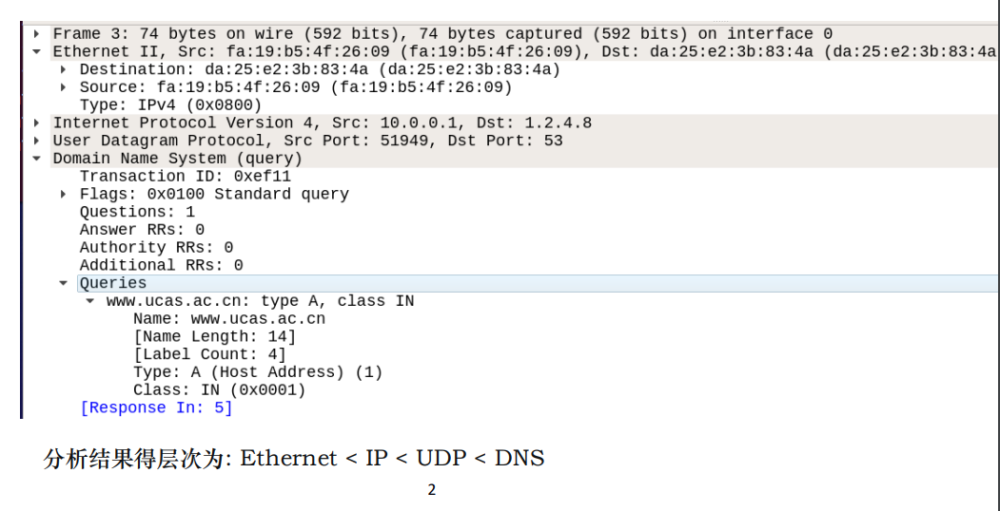 Frame 3: 74 bytes on wire (592 bits), 74 bytes captured (592 bits) on interface 0
Ethernet II, Src: fa:19:b5:4f:26:09 (fa:19:b5:4f:26:09), Dst: da:25:e2:3b:83:4a (da:25:e2:3b:83:4a
Destination: da:25:e2:3b:83:4a (da:25:e2:3b:83:4a)
Source: fa:19:b5:4f:26:09 (fa:19:b5:4f:26:09)
Type: IPv4 (0x0800)
Internet Protocol Version 4, Src: 10.0.0.1, Dst: 1.2.4.8
User Datagram Protocol, Src Port: 51949, Dst Port: 53
Domain Name System (query)
Transaction ID: 0xef11
Flags: 0x0100 Standard query
Questions: 1
Answer RRs: 0
Authority RRs: 0
Additional RRs: 0
Queries
www.ucas.ac.cn: type A, class IN
Name: www.ucas.ac.cn
[Name Length: 14]
[Label Count: 4]
Type: A (Host Address) (1)
Class: IN (0x0001)
[Response In: 5]
分析结果得层次为: Ethernet < IP < UDP < DNS
2